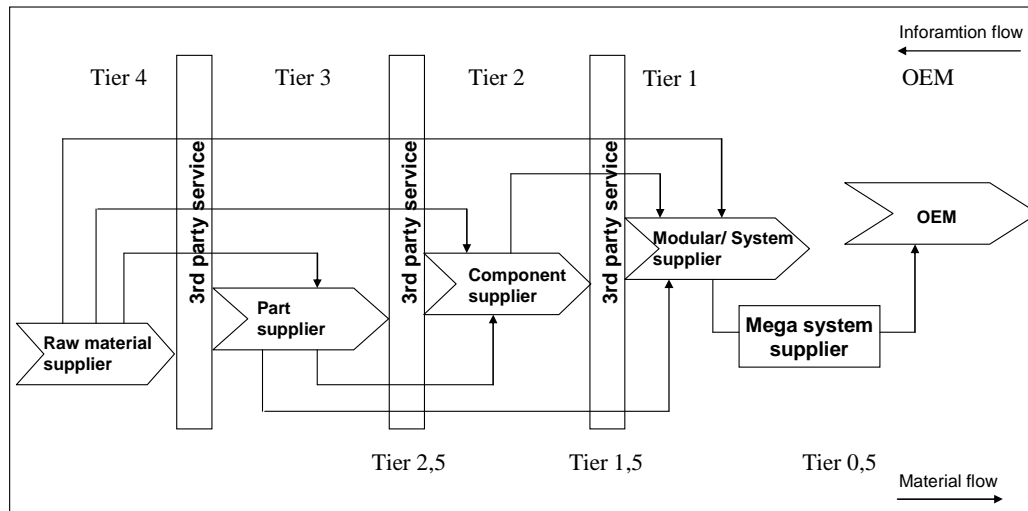 Inforamtion flow
Tier 4
Tier 3
Tier 2
Tier 1
OEM
3rd party service
3rd party service
3rd party service
Raw material
supplier
Part
supplier
Component
supplier
Modular/ System
supplier
OEM
Mega system
supplier
Tier 2,5
Tier 1,5
Tier 0,5
Material flow